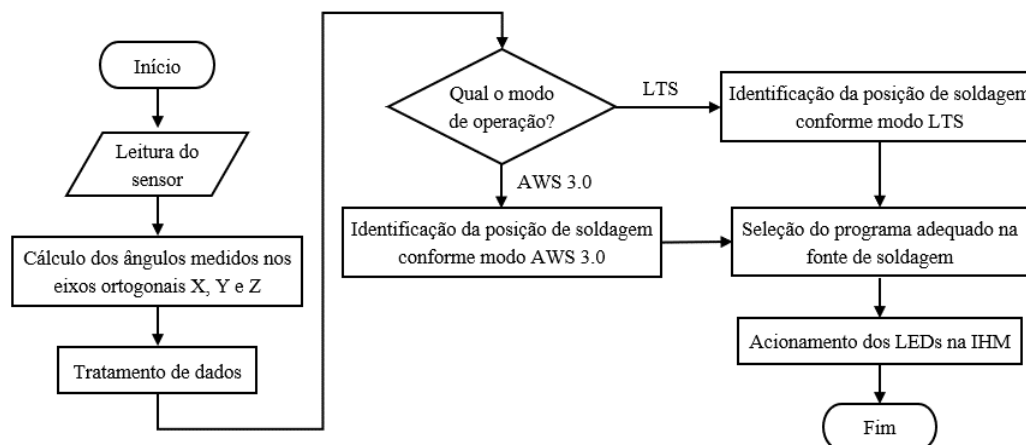 Início
Leitura do
sensor
Cálculo dos ângulos medidos nos
eixos ortogonais X, Y e Z
Tratamento de dados
Qual o modo
de operação?
LTS
AWS 3.0
Identificação da posição de soldagem
conforme modo LTS
Identificação da posição de soldagem
conforme modo AWS 3.0
Seleção do programa adequado na
fonte de soldagem
Acionamento dos LEDs na IHM
Fim